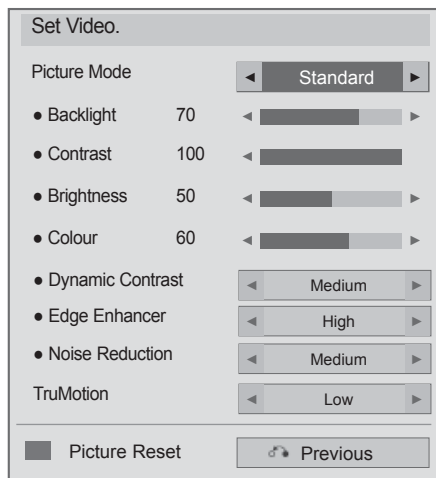 Set Video.
Picture Mode ◄ Standard ►
● Backlight 70 ◄ ►
● Contrast 100 ◄
● Brightness 50 ◄ ►
● Colour 60 ◄ ►
● Dynamic Contrast ◄ Medium ►
● Edge Enhancer ◄ High ►
● Noise Reduction ◄ Medium ►
TruMotion ◄ Low ►
Picture Reset Previous